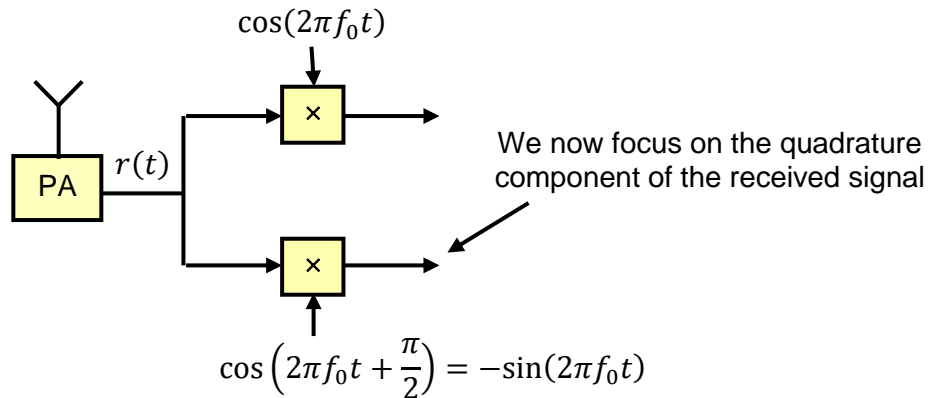 cos(2πf₀t)
×
We now focus on the quadrature
component of the received signal
r(t)
PA
×
cos(2πf₀t + π/2) = −sin(2πf₀t)